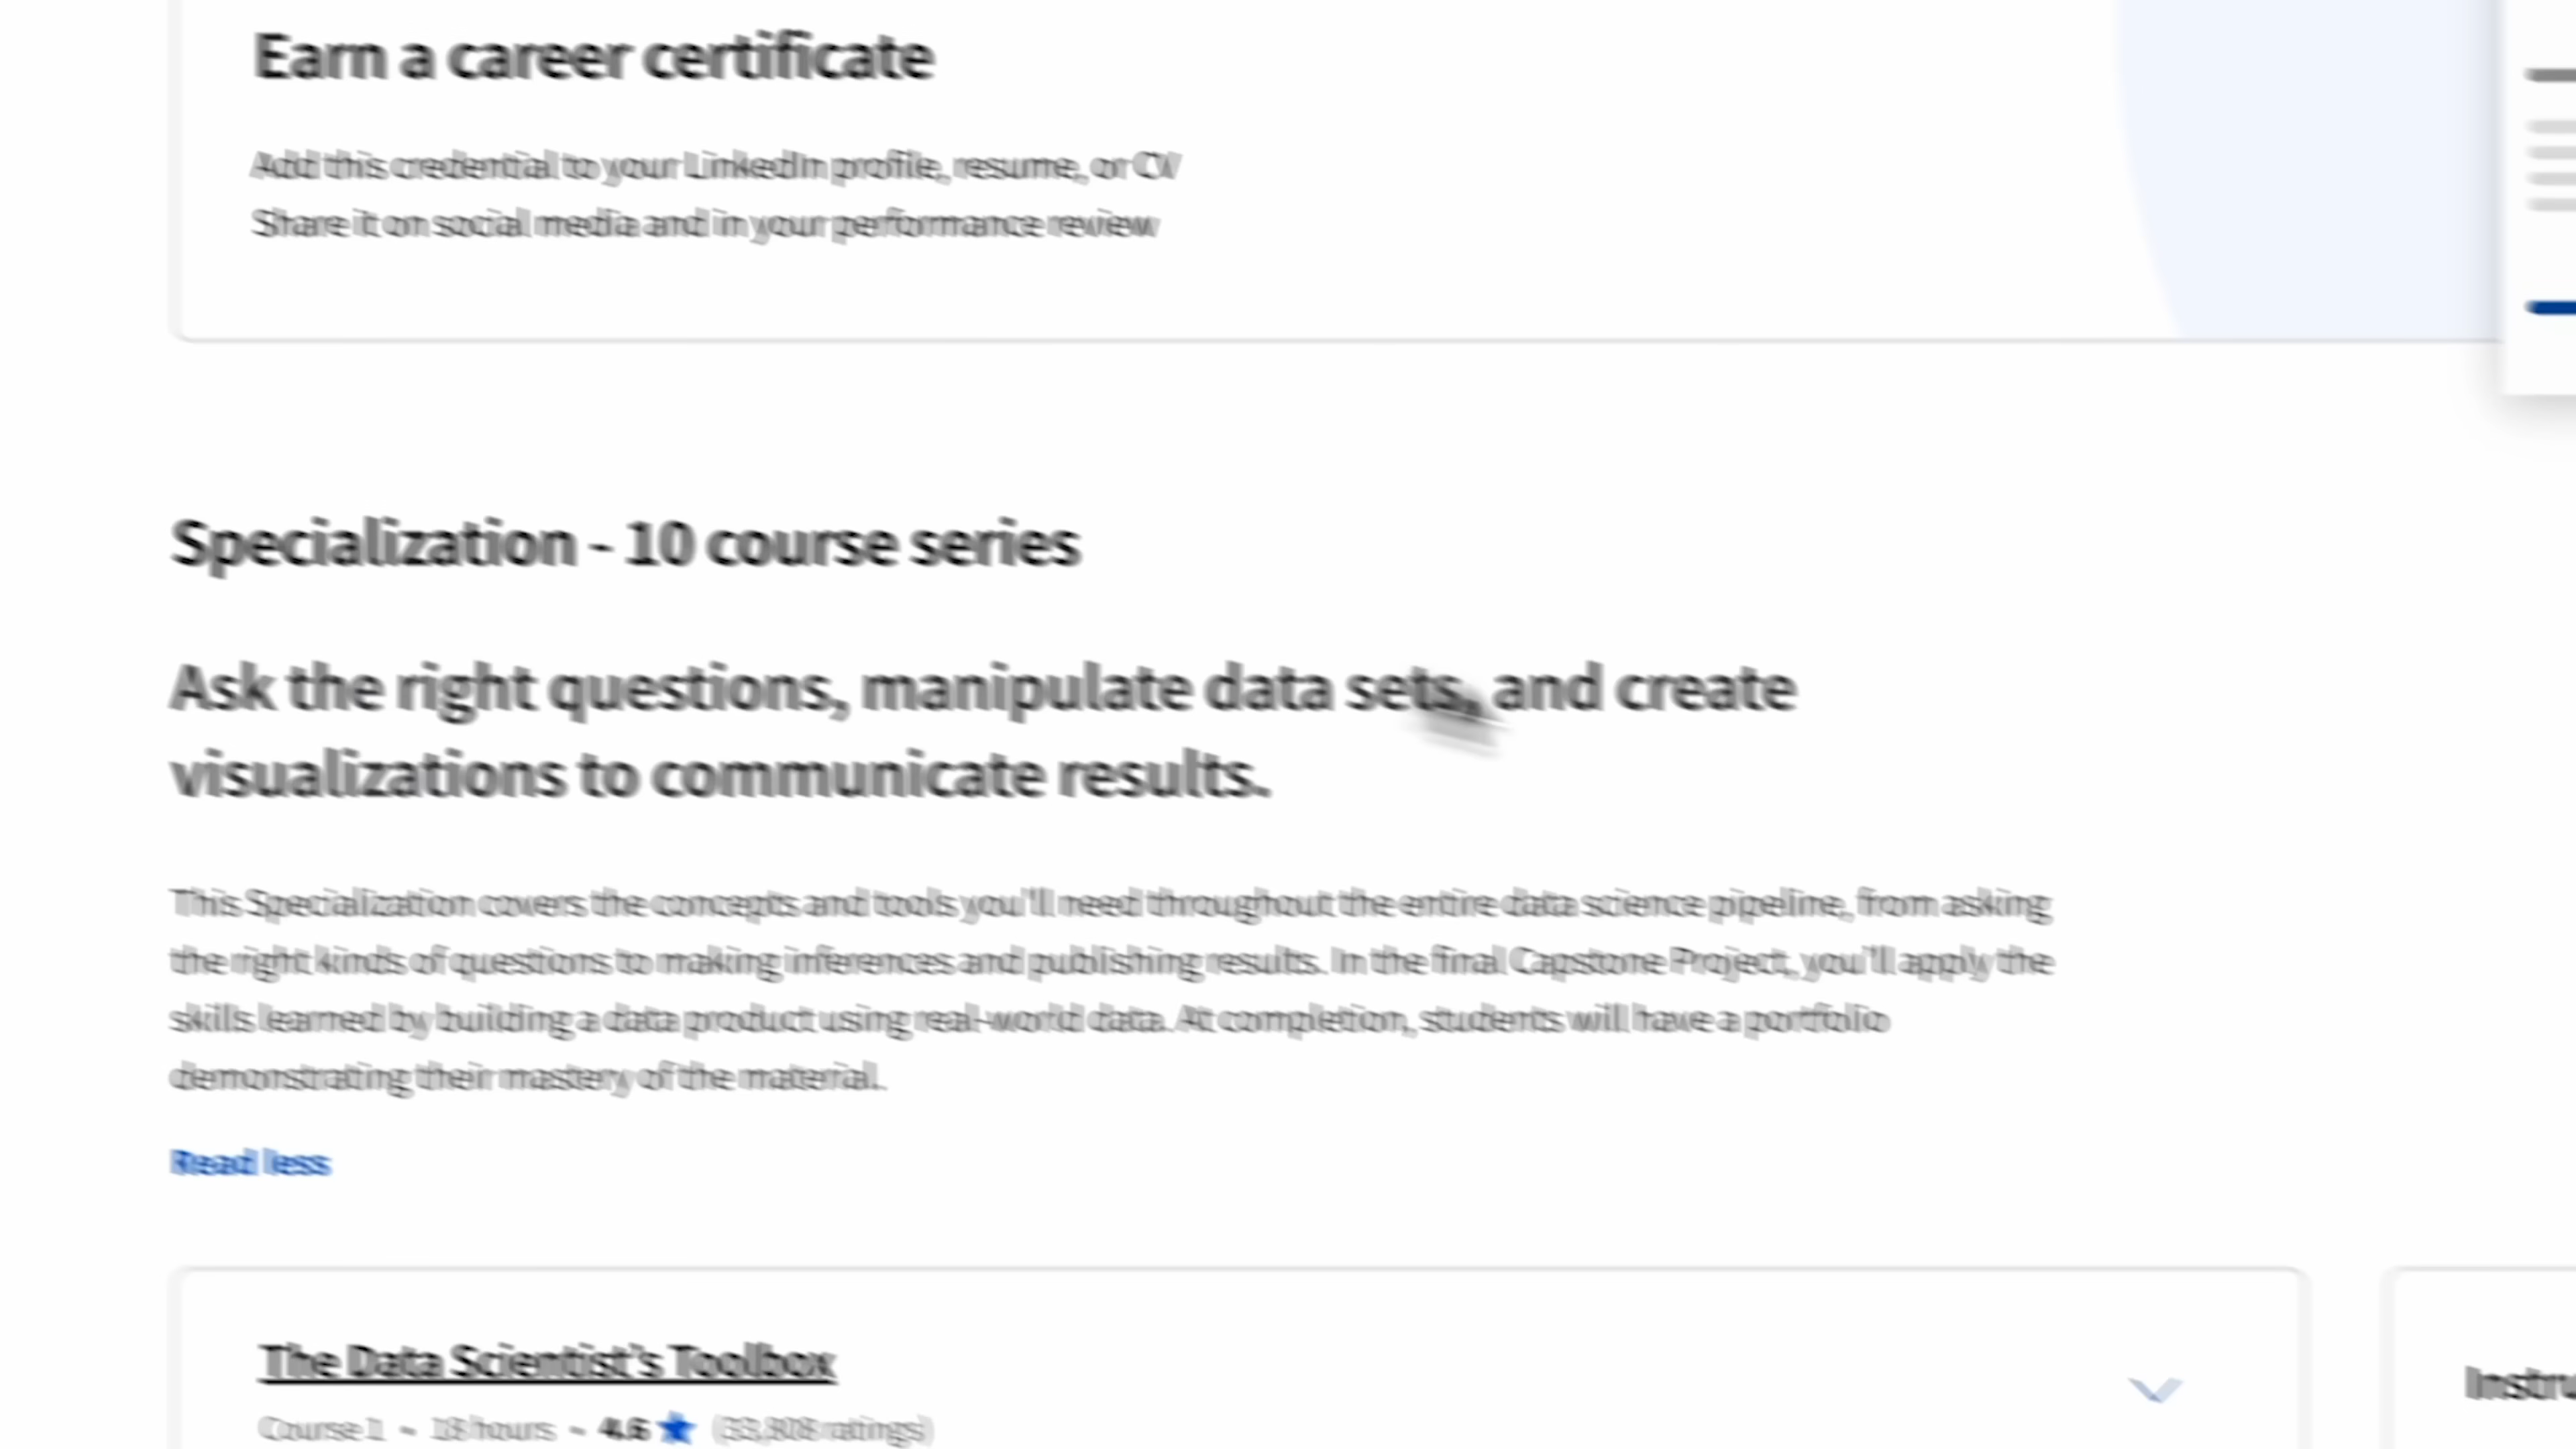 Earn a career certificate
Add this credential to your LinkedIn profile, resume, or CV
Share it on social media and in your performance review
Specialization - 10 course series
Ask the right questions, manipulate data sets, and create
visualizations to communicate results.
This Specialization covers the concepts and tools you'll need throughout the entire data science pipeline, from asking
the right kinds of questions to making inferences and publishing results. In the final Capstone Project, you'll apply the
skills learned by building a data product using real-world data. At completion, students will have a portfolio
demonstrating their mastery of the material.
Read less
The Data Scientist's Toolbox
Course 1 • 18 hours • 4.6 ★ ratings)